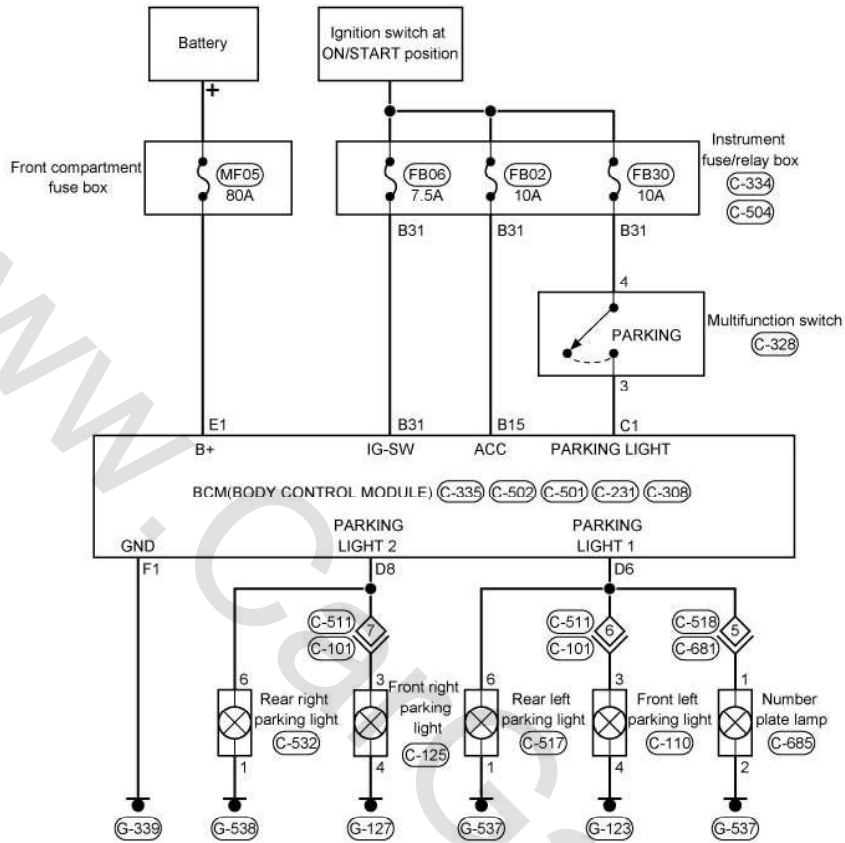 Battery
Ignition switch at
ON/START position
+
Front compartment
fuse box
MF05
80A
FB06
7.5A
FB02
10A
FB30
10A
Instrument
fuse/relay box
C-334
C-504
B31
B31
B31
4
PARKING
Multifunction switch
C-328
3
E1
B31
B15
C1
B+
IG-SW
ACC
PARKING LIGHT
BCM(BODY CONTROL MODULE) C-335 C-502 C-501 C-231 C-308
GND
PARKING
LIGHT 2
PARKING
LIGHT 1
F1
D8
D6
C-511
C-101
7
C-511
C-101
6
C-518
C-681
5
6
Rear right
parking light
C-532
1
3
Front right
parking
light
C-125
4
6
Rear left
parking light
C-517
1
3
Front left
parking light
C-110
4
1
Number
plate lamp
C-685
2
G-339
G-538
G-127
G-537
G-123
G-537